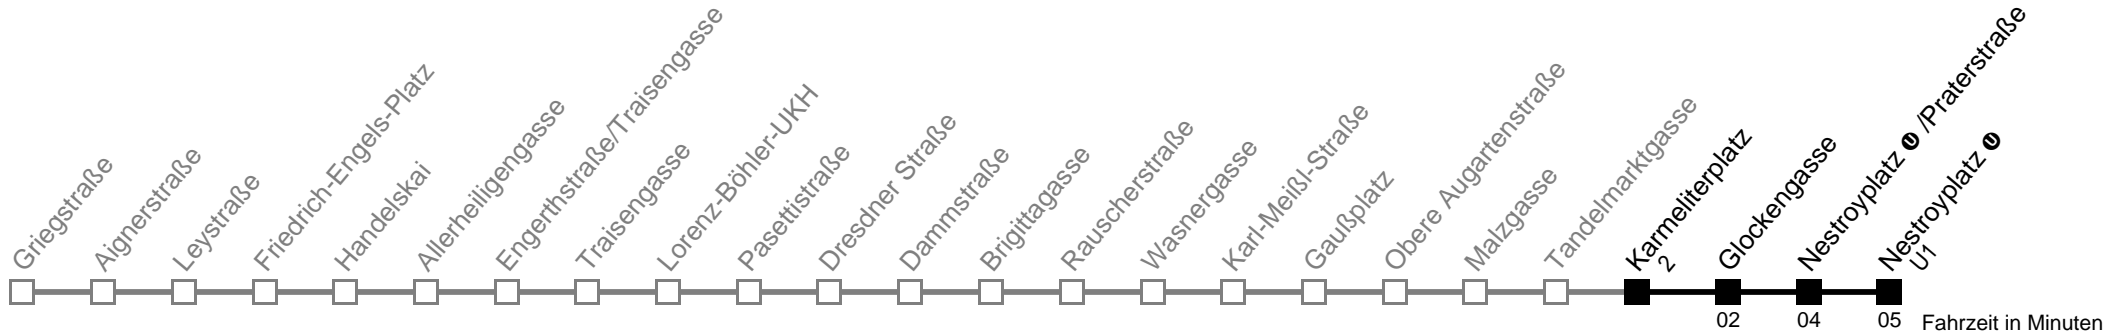 Griegstraße
Aignerstraße
Leystraße
Friedrich-Engels-Platz
Handelskai
Allerheiligengasse
Engerthstraße/Traisengasse
Traisengasse
Lorenz-Böhler-UKH
Pasettistraße
Dresdner Straße
Dammstraße
Brigittagasse
Rauscherstraße
Wasnergasse
Karl-Meißl-Straße
Gaußplatz
Obere Augartenstraße
Malzgasse
Tandelmarktgasse
Karmeliterplatz
2
Glockengasse
Nestroyplatz U /Praterstraße
Nestroyplatz U
U1
02 04 05 Fahrzeit in Minuten